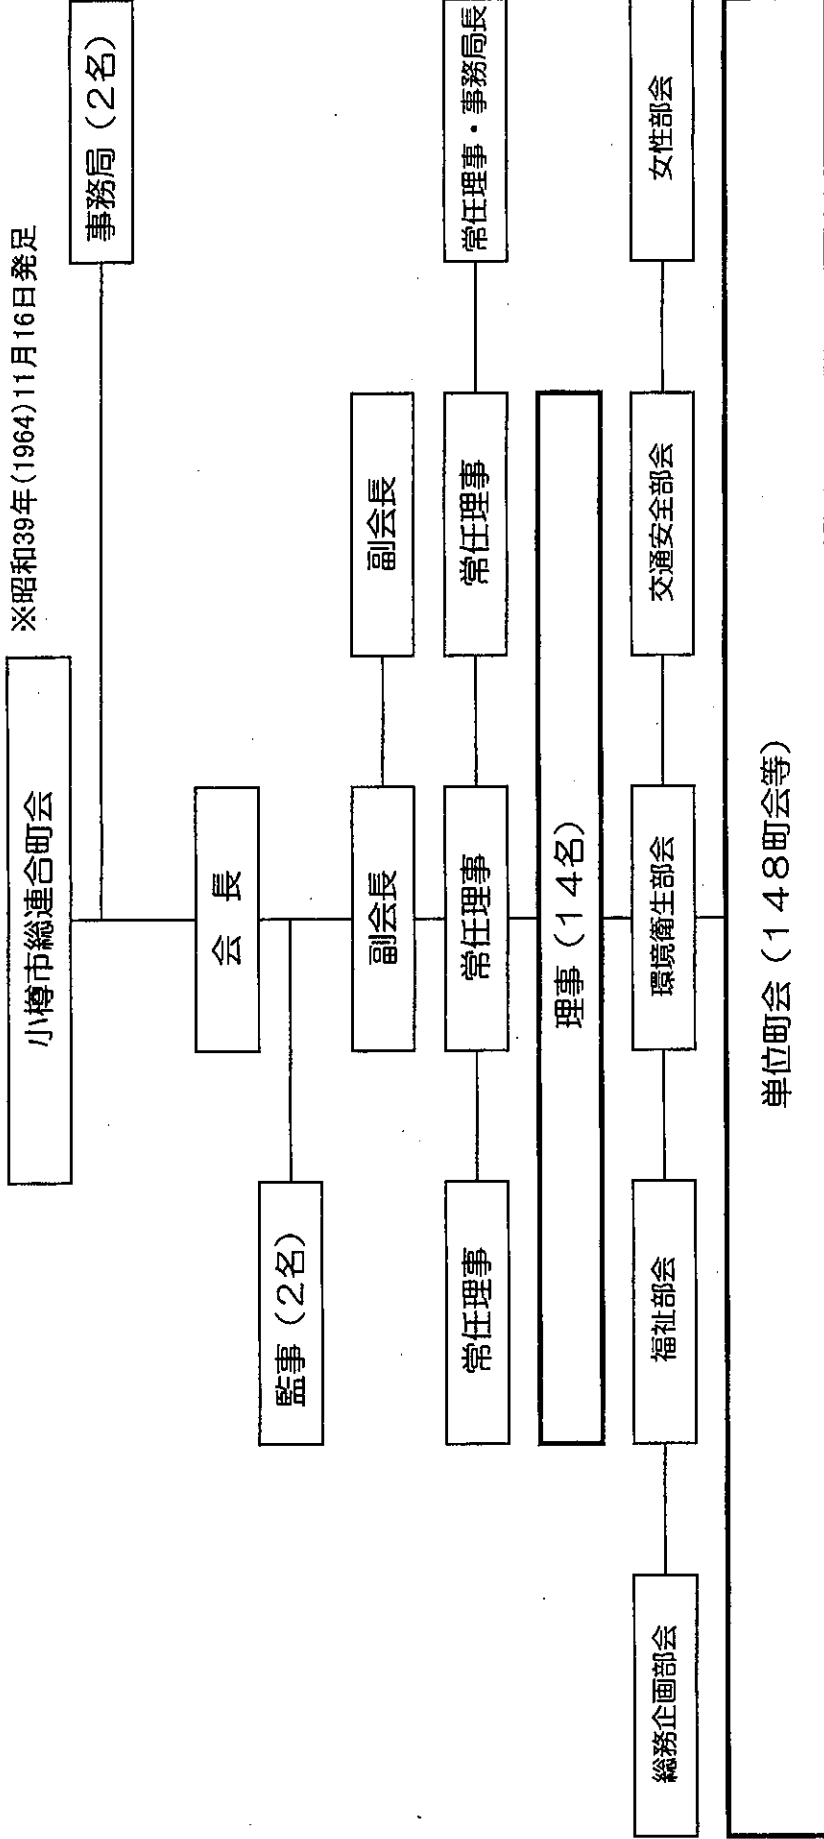 小樽市総連合町会
※昭和39年(1964)11月16日発足
事務局(2名)
会長
監事(2名)
副会長
副会長
常任理事
常任理事
常任理事
常任理事・事務局長
理事(14名)
総務企画部会
福祉部会
環境衛生部会
交通安全部会
女性部会
単位町会(148町会等)